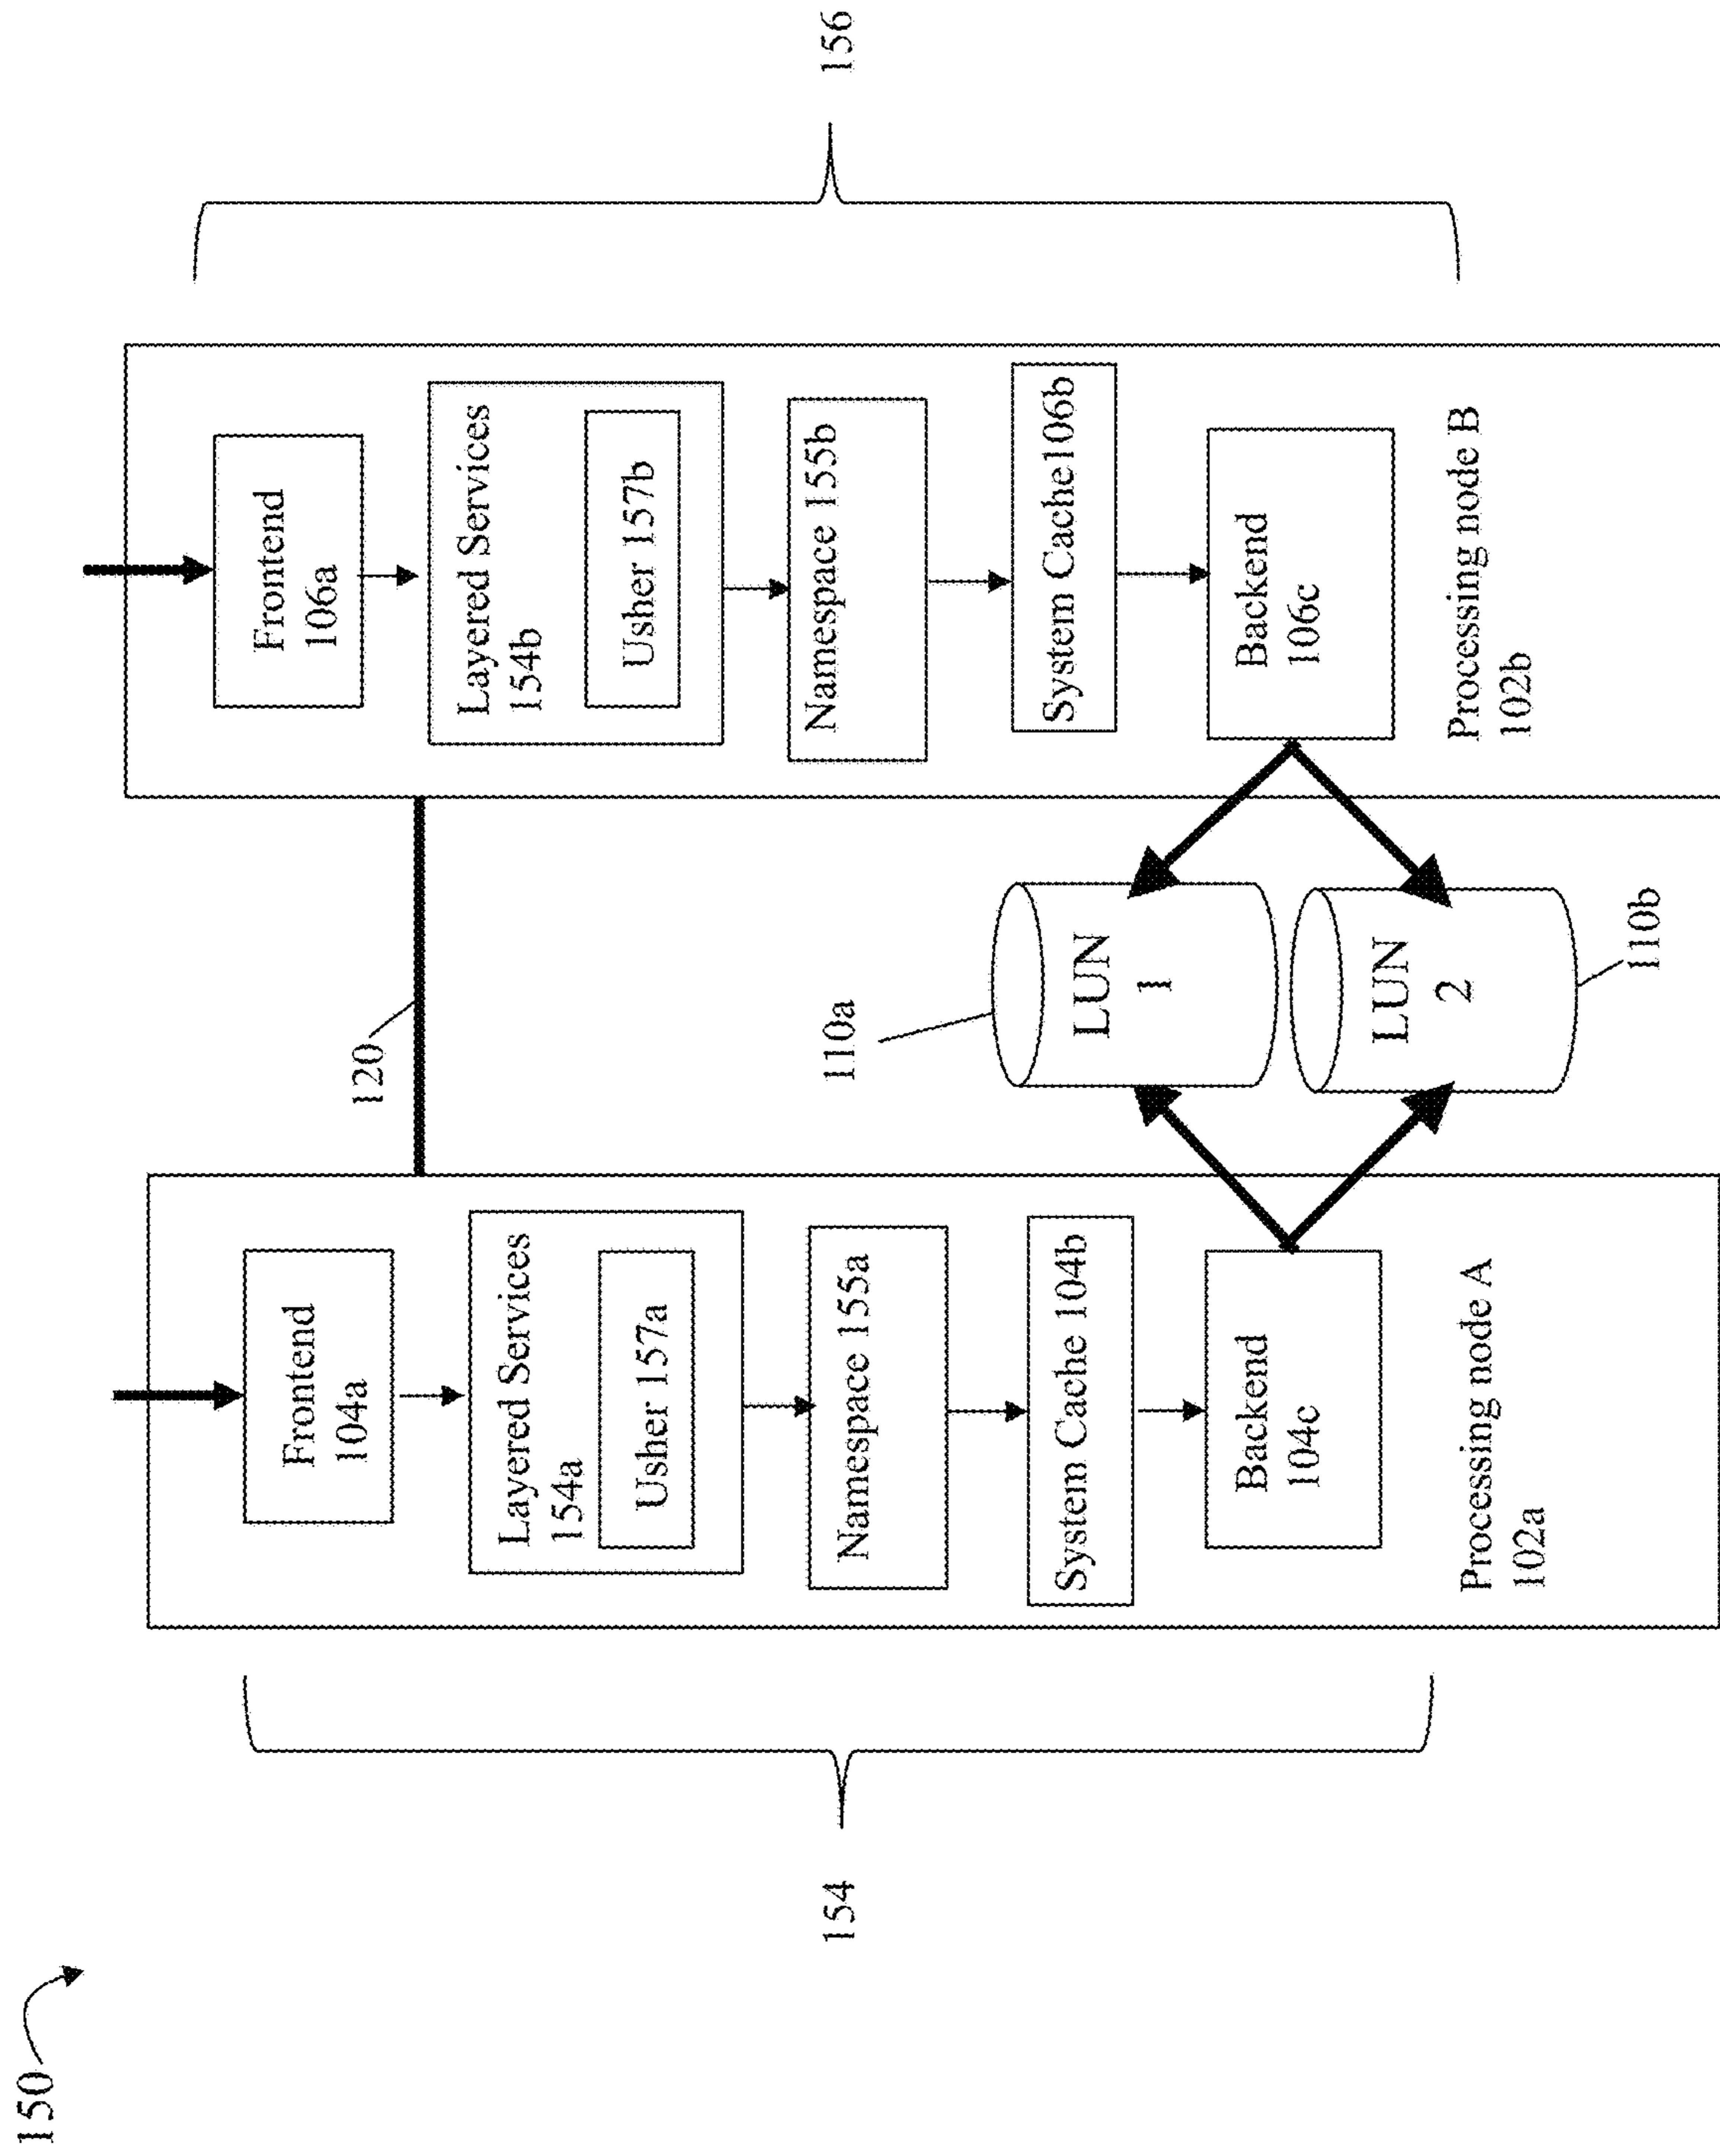 150
154
156
120
Frontend
104a
Layered Services
154a
Usher 157a
Namespace 155a
System Cache 104b
Backend
104c
Processing node A
102a
110a
LUN
1
LUN
2
110b
Frontend
106a
Layered Services
154b
Usher 157b
Namespace 155b
System Cache106b
Backend
106c
Processing node B
102b